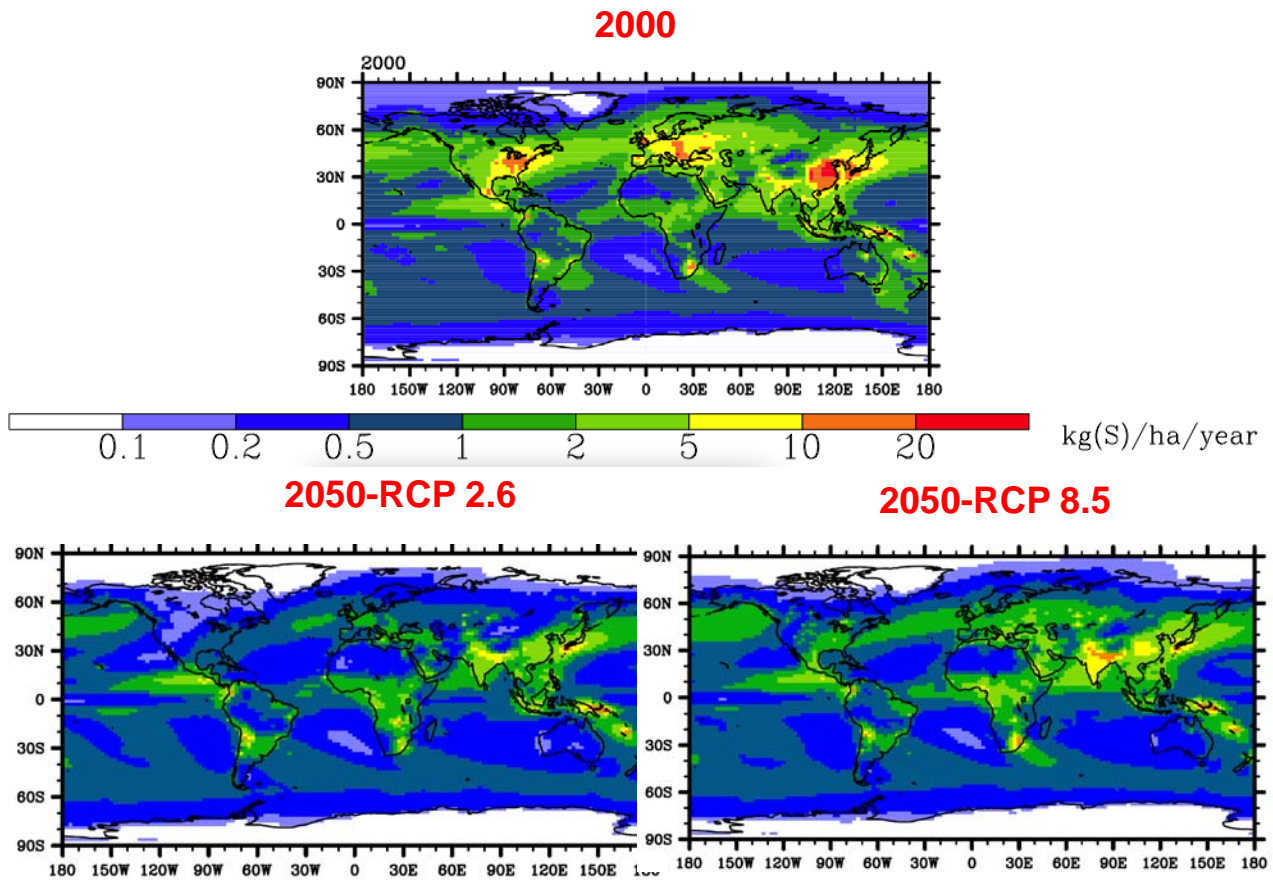 2000
2000
90N
60N
30N
0
30S
60S
90S
180 150W 120W 90W 60W 30W 0 30E 60E 90E 120E 150E 180
0.1 0.2 0.5 1 2 5 10 20 kg(S)/ha/year
2050-RCP 2.6
2050-RCP 8.5
90N
60N
30N
0
30S
60S
90S
180 150W 120W 90W 60W 30W 0 30E 60E 90E 120E
90N
60N
30N
0
30S
60S
90S
180 150W 120W 90W 60W 30W 0 30E 60E 90E 120E 150E 180